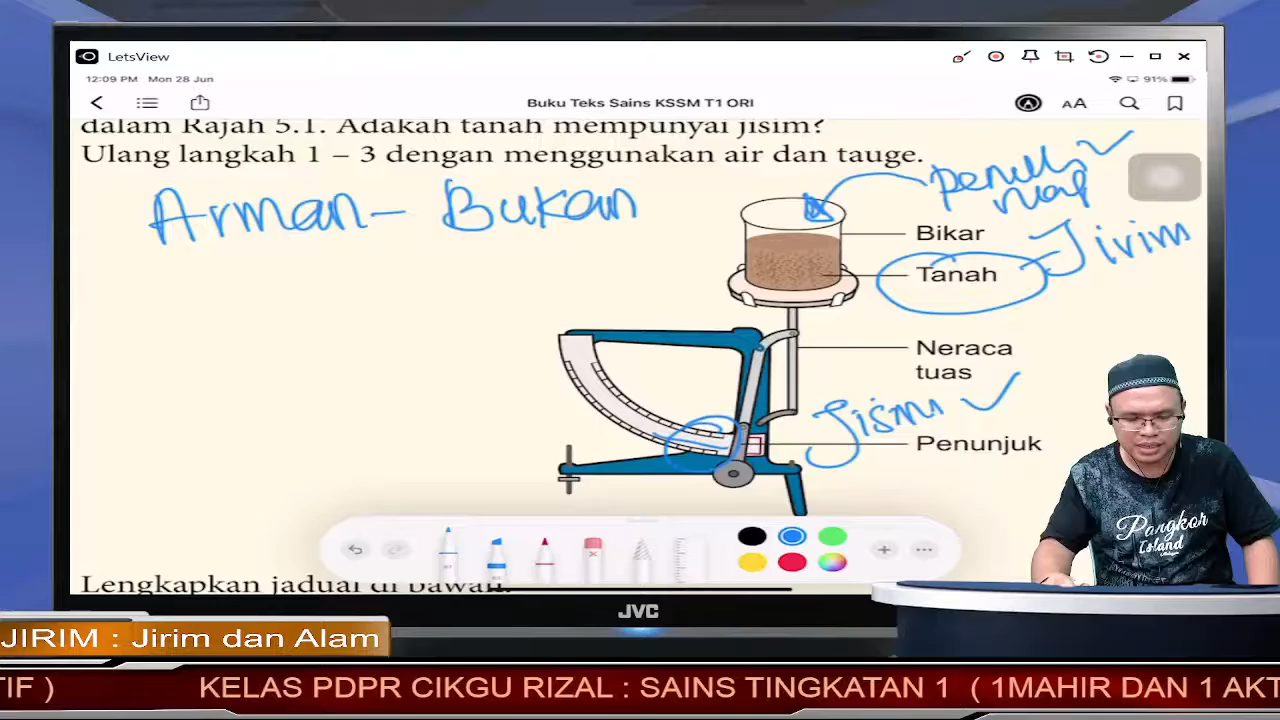 LetsView
12:09 PM Mon 28 Jun
91%
Buku Teks Sains KSSM T1 ORI
AA
dalam Rajah 5.1. Adakah tanah mempunyai jisim?
Ulang langkah 1 – 3 dengan menggunakan air dan tauge.
Arman - Bukan
Bikar
Tanah
Jirim
Neraca
tuas
Jisim
Penunjuk
Lengkapkan jadual di bawah.
Pangkor
Island
JVC
JIRIM : Jirim dan Alam
TIF ) KELAS PDPR CIKGU RIZAL : SAINS TINGKATAN 1 ( 1MAHIR DAN 1 AKT